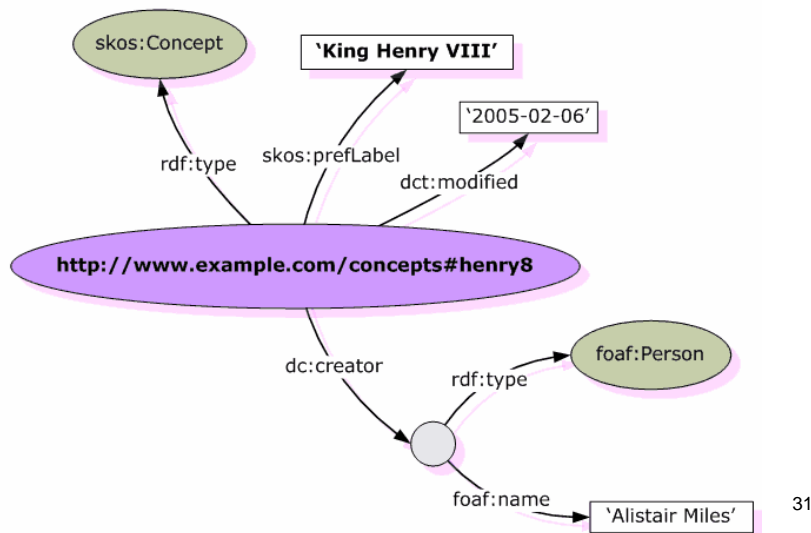 skos:Concept
‘King Henry VIII’
‘2005-02-06’
rdf:type
skos:prefLabel
dct:modified
http://www.example.com/concepts#henry8
dc:creator
foaf:Person
rdf:type
foaf:name
‘Alistair Miles’
31